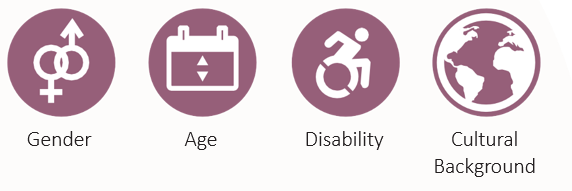 Gender
Age
Disability
Cultural
Background